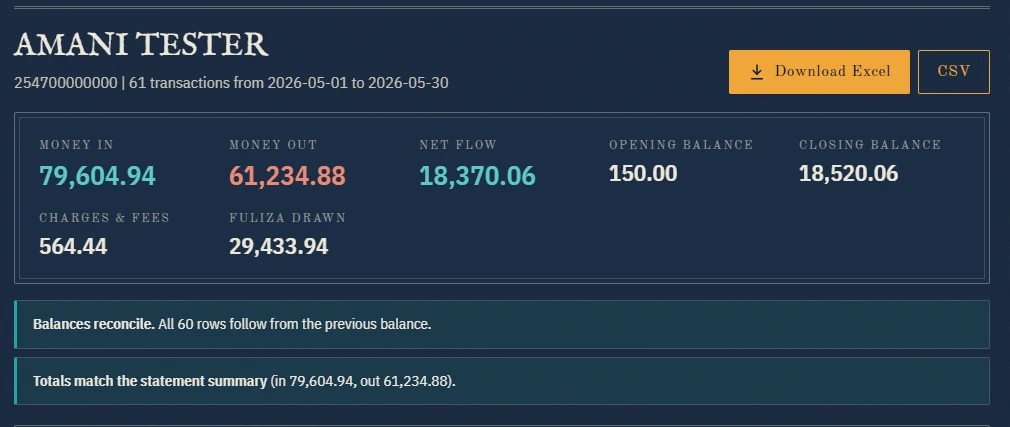 AMANI TESTER
254700000000 | 61 transactions from 2026-05-01 to 2026-05-30
Download Excel
CSV
MONEY IN
79,604.94
MONEY OUT
61,234.88
NET FLOW
18,370.06
OPENING BALANCE
150.00
CLOSING BALANCE
18,520.06
CHARGES & FEES
564.44
FULIZA DRAWN
29,433.94
Balances reconcile. All 60 rows follow from the previous balance.
Totals match the statement summary (in 79,604.94, out 61,234.88).